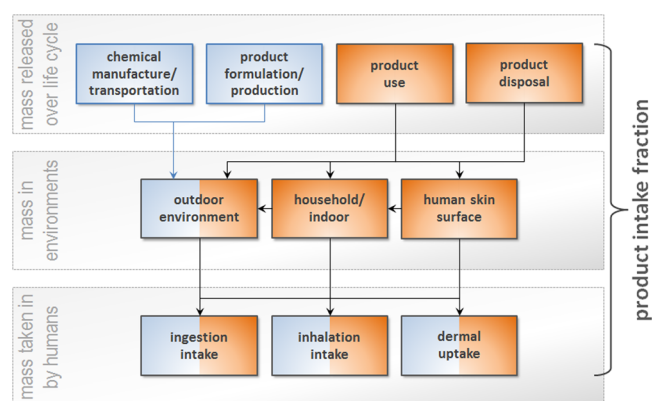 mass released
over life cycle
chemical
manufacture/
transportation
product
formulation/
production
product
use
product
disposal
mass in
environments
outdoor
environment
household/
indoor
human skin
surface
mass taken in
by humans
ingestion
intake
inhalation
intake
dermal
uptake
product intake fraction